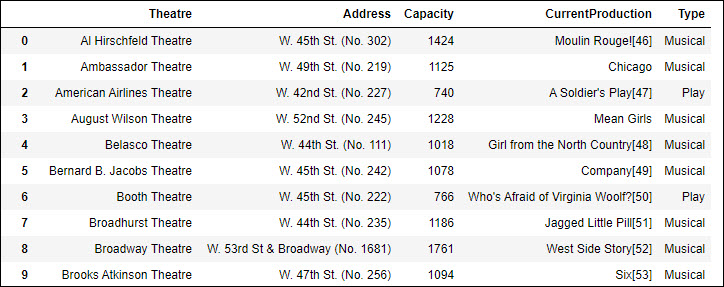 Theatre Address Capacity CurrentProduction Type
0 Al Hirschfeld Theatre W. 45th St. (No. 302) 1424 Moulin Rouge![46] Musical
1 Ambassador Theatre W. 49th St. (No. 219) 1125 Chicago Musical
2 American Airlines Theatre W. 42nd St. (No. 227) 740 A Soldier's Play[47] Play
3 August Wilson Theatre W. 52nd St. (No. 245) 1228 Mean Girls Musical
4 Belasco Theatre W. 44th St. (No. 111) 1018 Girl from the North Country[48] Musical
5 Bernard B. Jacobs Theatre W. 45th St. (No. 242) 1078 Company[49] Musical
6 Booth Theatre W. 45th St. (No. 222) 766 Who's Afraid of Virginia Woolf?[50] Play
7 Broadhurst Theatre W. 44th St. (No. 235) 1186 Jagged Little Pill[51] Musical
8 Broadway Theatre W. 53rd St & Broadway (No. 1681) 1761 West Side Story[52] Musical
9 Brooks Atkinson Theatre W. 47th St. (No. 256) 1094 Six[53] Musical